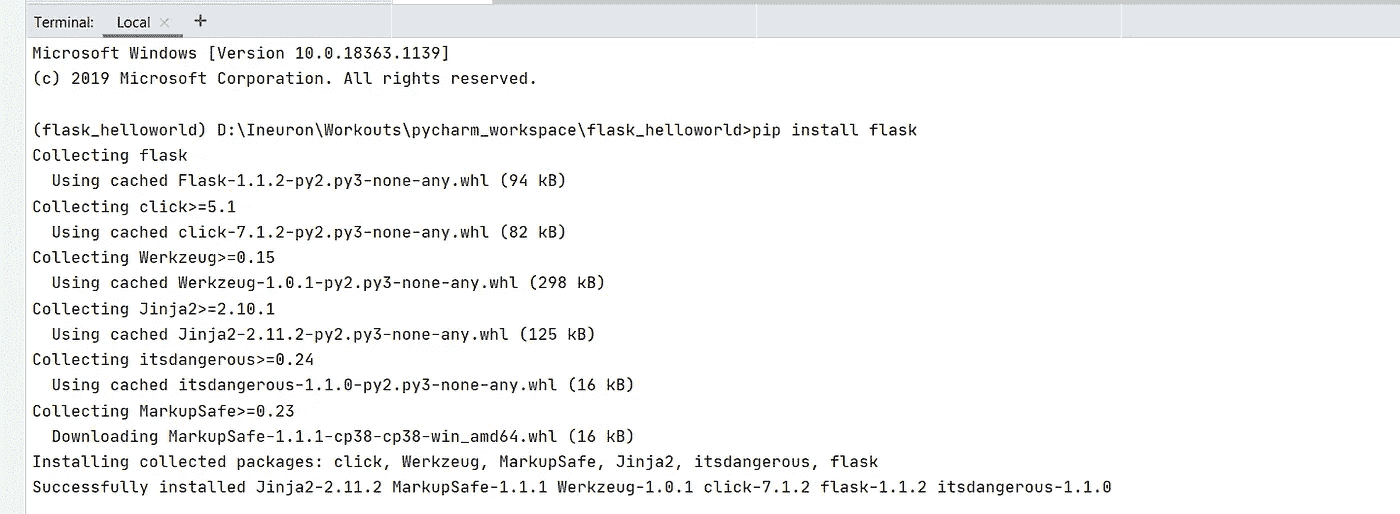 Terminal: Local × +
Microsoft Windows [Version 10.0.18363.1139]
(c) 2019 Microsoft Corporation. All rights reserved.
(flask_helloworld) D:\Ineuron\Workouts\pycharm_workspace\flask_helloworld>pip install flask
Collecting flask
  Using cached Flask-1.1.2-py2.py3-none-any.whl (94 kB)
Collecting click>=5.1
  Using cached click-7.1.2-py2.py3-none-any.whl (82 kB)
Collecting Werkzeug>=0.15
  Using cached Werkzeug-1.0.1-py2.py3-none-any.whl (298 kB)
Collecting Jinja2>=2.10.1
  Using cached Jinja2-2.11.2-py2.py3-none-any.whl (125 kB)
Collecting itsdangerous>=0.24
  Using cached itsdangerous-1.1.0-py2.py3-none-any.whl (16 kB)
Collecting MarkupSafe>=0.23
  Downloading MarkupSafe-1.1.1-cp38-cp38-win_amd64.whl (16 kB)
Installing collected packages: click, Werkzeug, MarkupSafe, Jinja2, itsdangerous, flask
Successfully installed Jinja2-2.11.2 MarkupSafe-1.1.1 Werkzeug-1.0.1 click-7.1.2 flask-1.1.2 itsdangerous-1.1.0